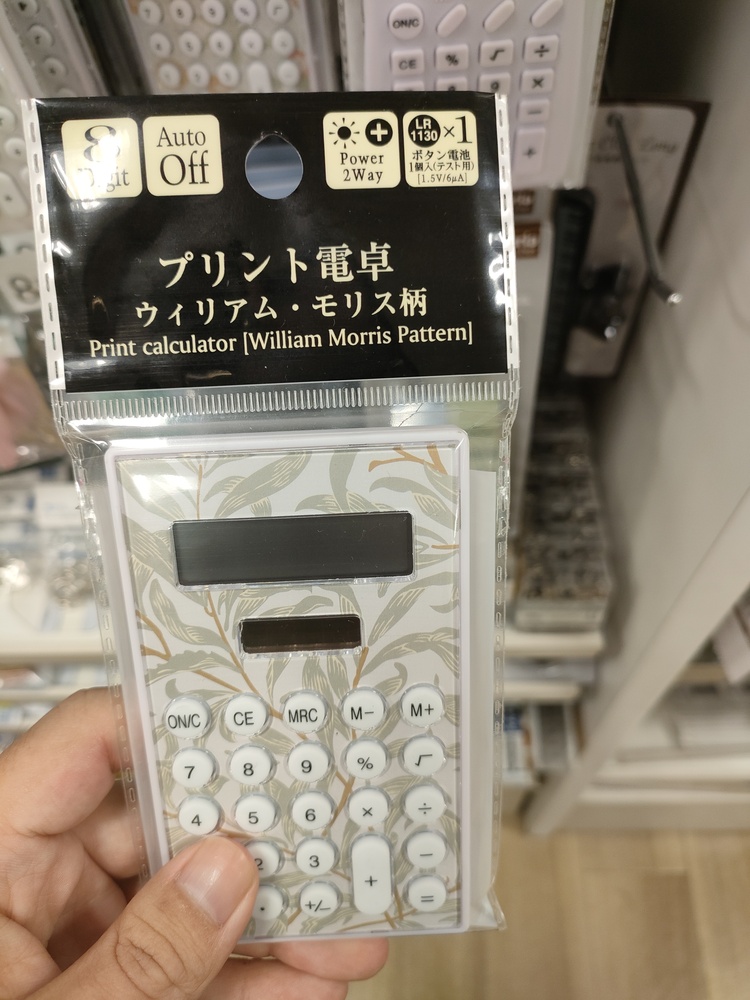 ON/C
CE % √ ÷
×
−
+
8 Digit
Auto Off
Power 2Way
LR 1130 ×1
ボタン電池
1個入(テスト用)
[1.5V/6μA]
プリント電卓
ウィリアム・モリス柄
Print calculator [William Morris Pattern]
ON/C CE MRC M− M+
7 8 9 % √
4 5 6 × ÷
2 3 + −
. +/− =